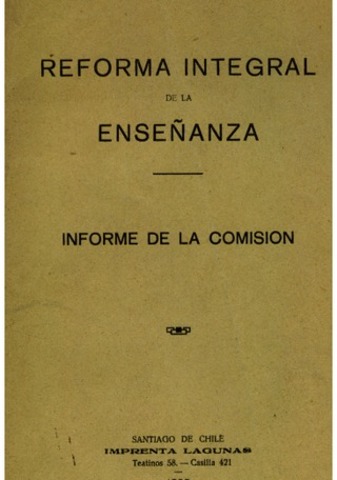 REFORMA INTEGRAL
DE LA
ENSEÑANZA
INFORME DE LA COMISION
SANTIAGO DE CHILE
IMPRENTA LAGUNAS
Teatinos 58. — Casilla 421